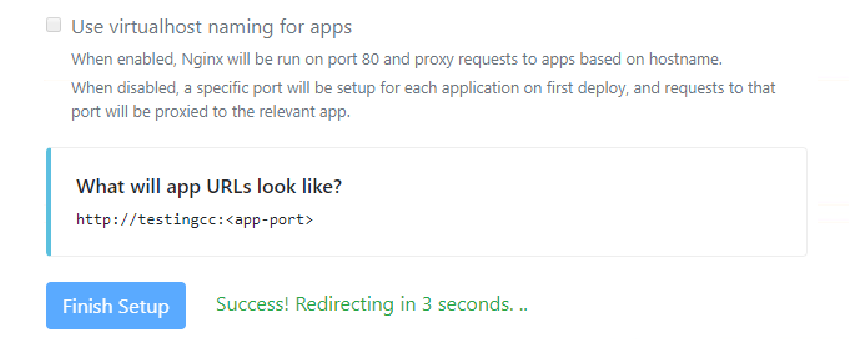 Use virtualhost naming for apps
When enabled, Nginx will be run on port 80 and proxy requests to apps based on hostname.
When disabled, a specific port will be setup for each application on first deploy, and requests to that
port will be proxied to the relevant app.
What will app URLs look like?
http://testingcc:<app-port>
Finish Setup
Success! Redirecting in 3 seconds. ..